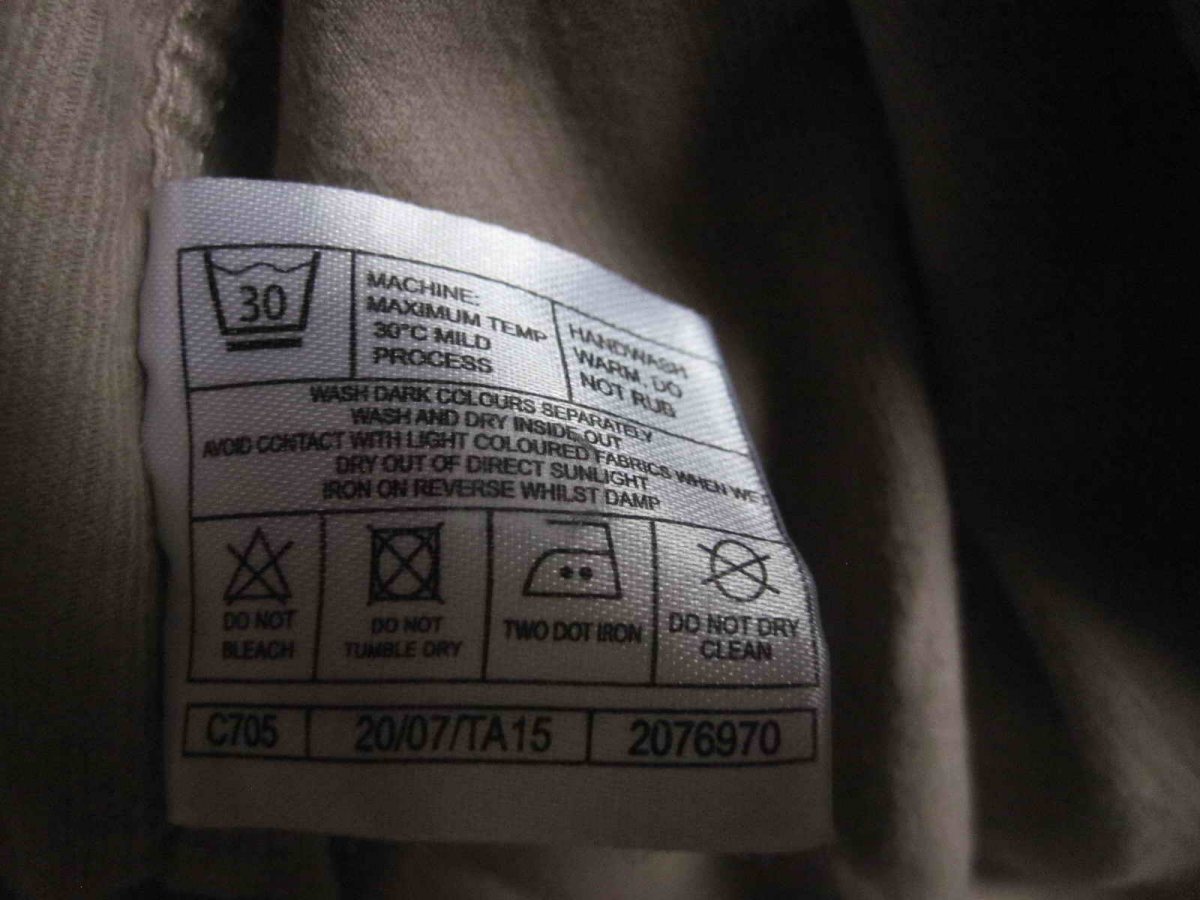 30
MACHINE:
MAXIMUM TEMP
30°C MILD
PROCESS
HANDWASH
WARM, DO
NOT RUB
WASH DARK COLOURS SEPARATELY
WASH AND DRY INSIDE OUT
AVOID CONTACT WITH LIGHT COLOURED FABRICS WHEN WET
DRY OUT OF DIRECT SUNLIGHT
IRON ON REVERSE WHILST DAMP
DO NOT
BLEACH
DO NOT
TUMBLE DRY
TWO DOT IRON
DO NOT DRY
CLEAN
C705
20/07/TA15
2076970